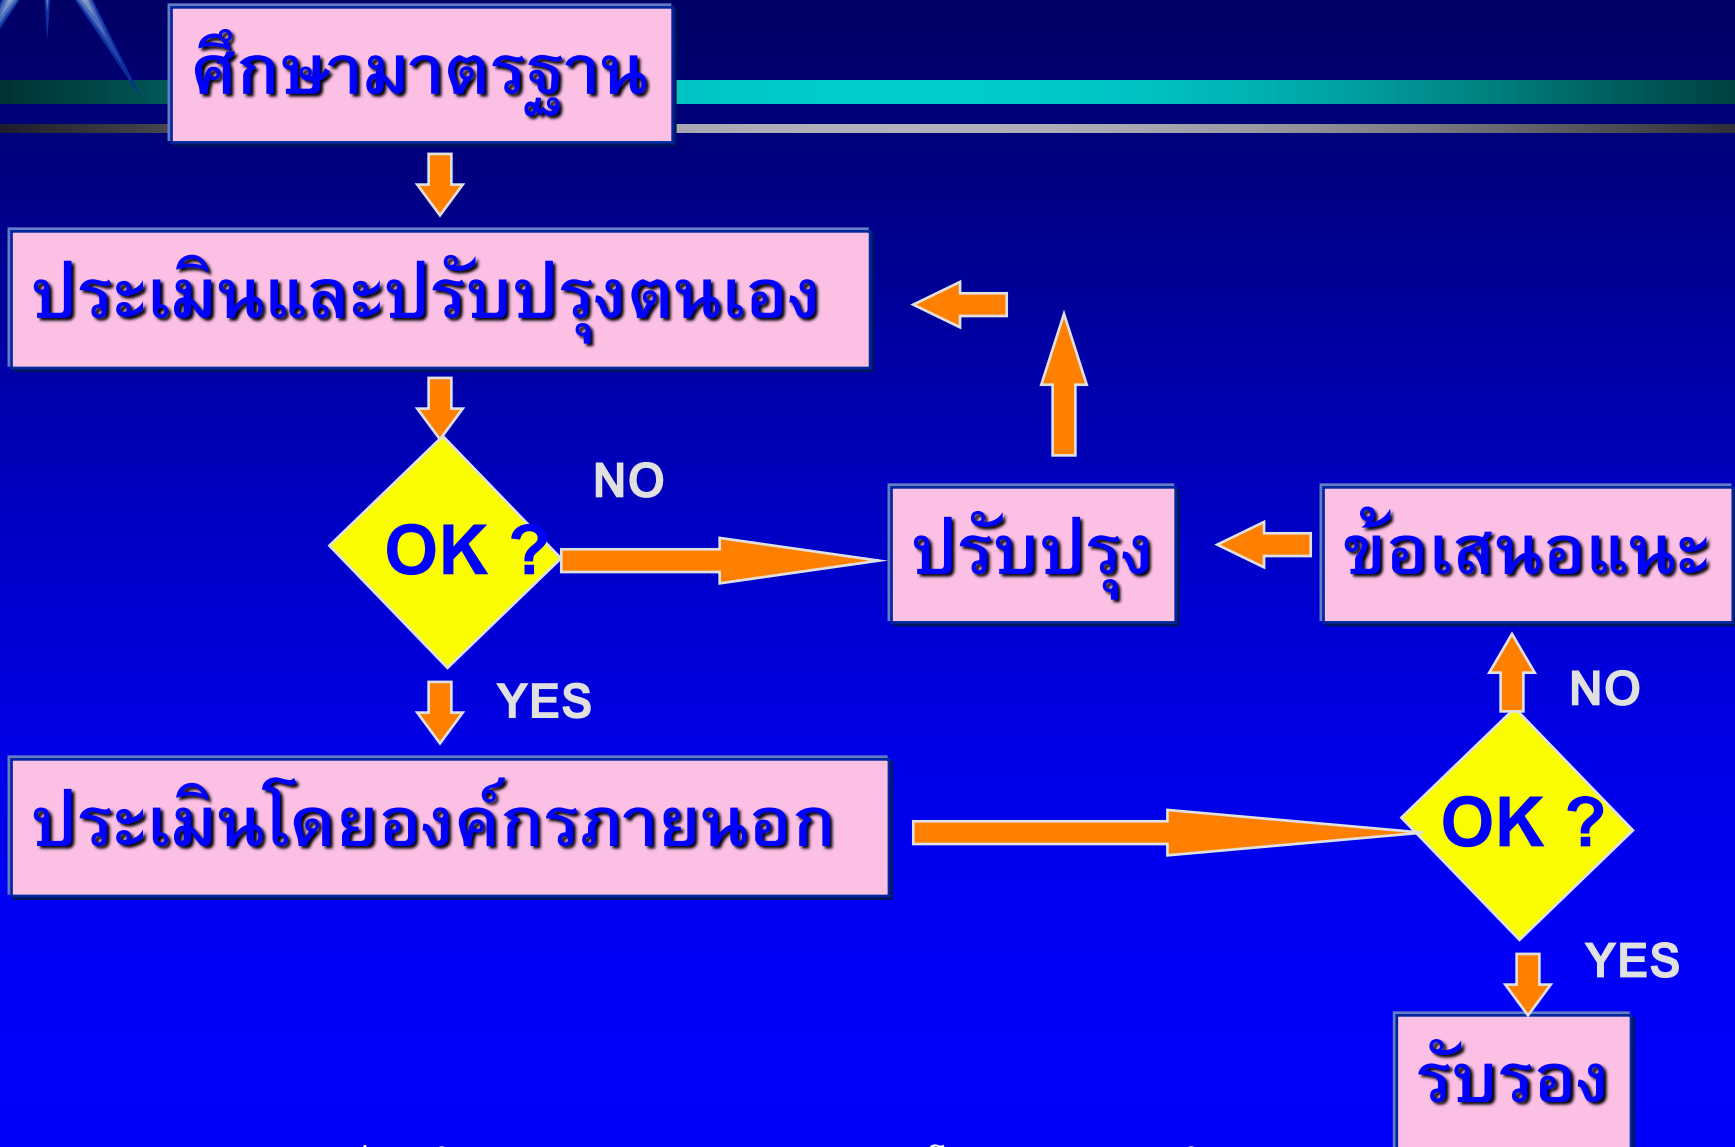 ศึกษามาตรฐาน
ประเมินและปรับปรุงตนเอง
NO
OK ?
ปรับปรุง
ข้อเสนอแนะ
YES
NO
ประเมินโดยองค์กรภายนอก
OK ?
YES
รับรอง